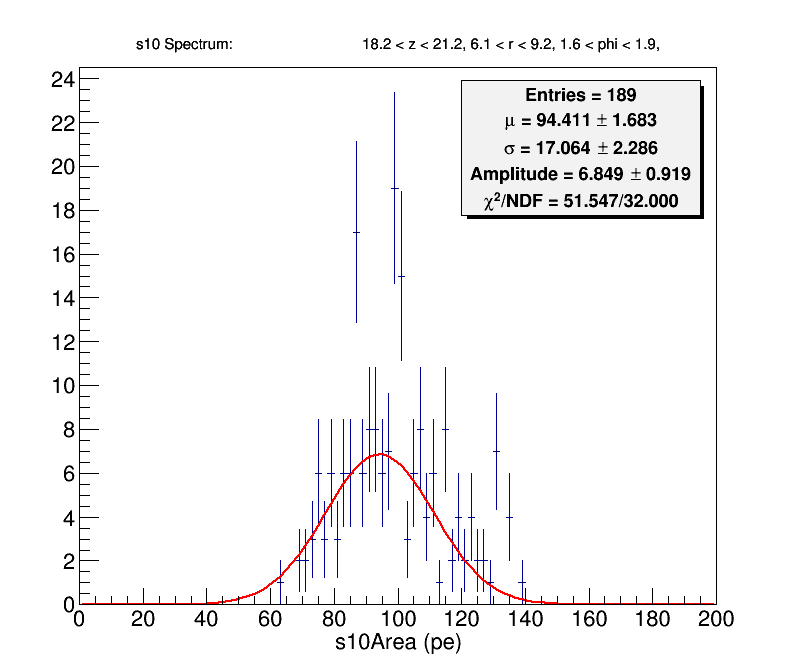 s10 Spectrum: 18.2 < z < 21.2, 6.1 < r < 9.2, 1.6 < phi < 1.9,
Entries = 189
μ = 94.411 ± 1.683
σ = 17.064 ± 2.286
Amplitude = 6.849 ± 0.919
χ²/NDF = 51.547/32.000
24
22
20
18
16
14
12
10
8
6
4
2
0
0 20 40 60 80 100 120 140 160 180 200
s10Area (pe)